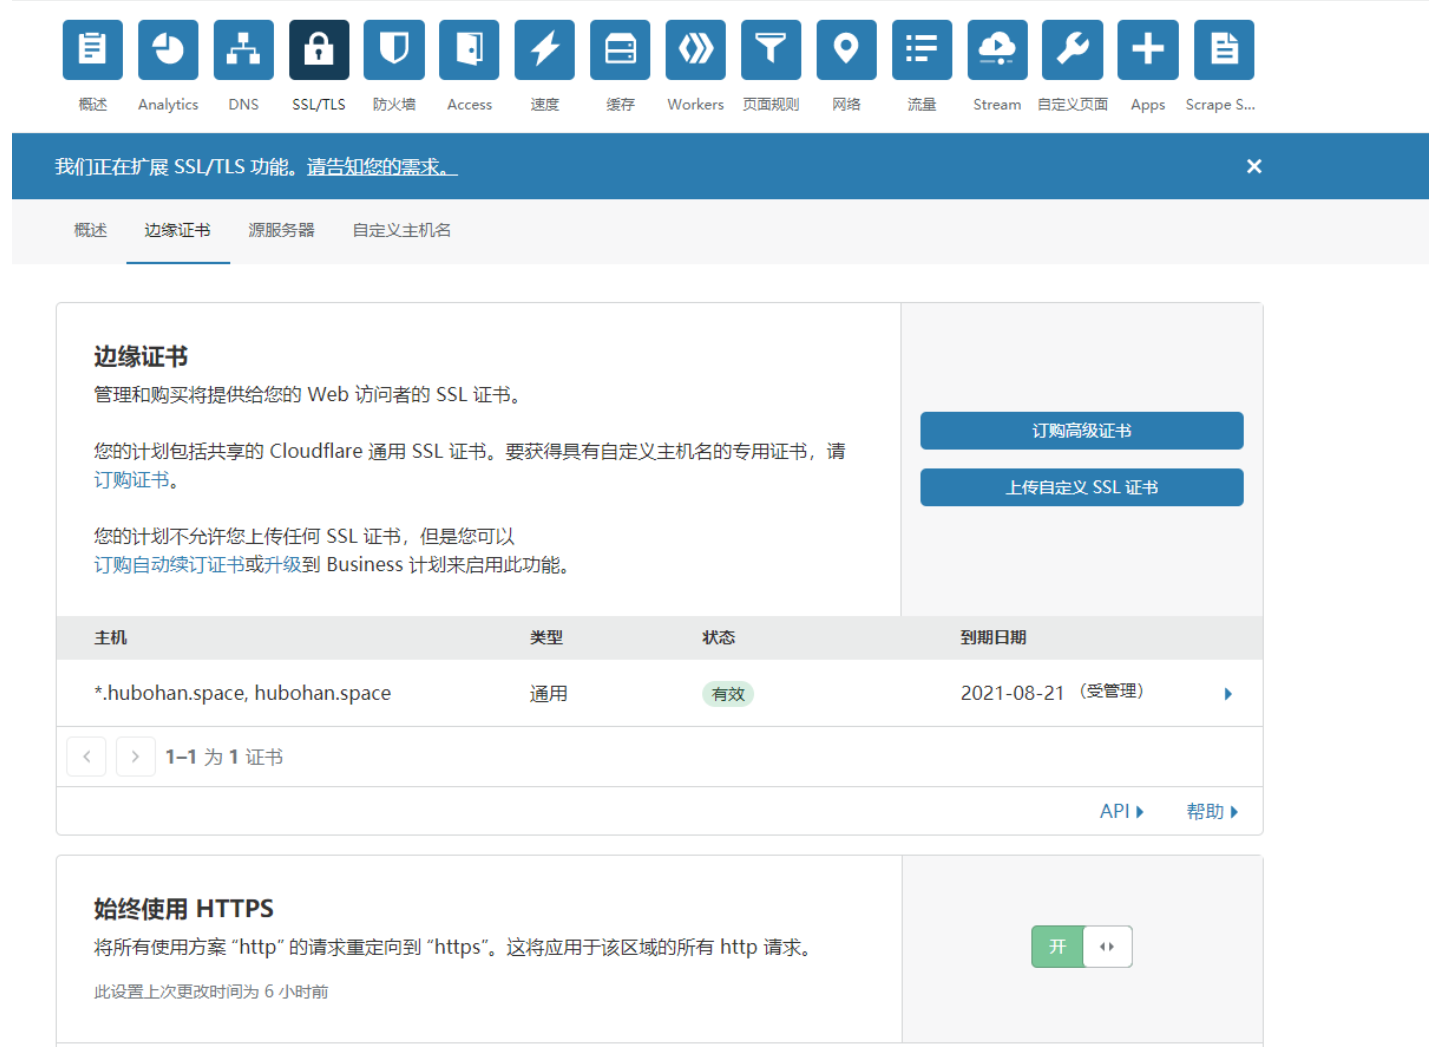 概述 Analytics DNS SSL/TLS 防火墙 Access 速度 缓存 Workers 页面规则 网络 流量 Stream 自定义页面 Apps Scrape S...
我们正在扩展 SSL/TLS 功能。请告知您的需求。
概述 边缘证书 源服务器 自定义主机名
边缘证书
管理和购买将提供给您的 Web 访问者的 SSL 证书。
您的计划包括共享的 Cloudflare 通用 SSL 证书。要获得具有自定义主机名的专用证书，请
订购证书。
您的计划不允许您上传任何 SSL 证书，但是您可以
订购自动续订证书或升级到 Business 计划来启用此功能。
订购高级证书
上传自定义 SSL 证书
主机 类型 状态 到期日期
*.hubohan.space, hubohan.space 通用 有效 2021-08-21 （受管理）
1–1 为 1 证书
API 帮助
始终使用 HTTPS
将所有使用方案 “http” 的请求重定向到 “https”。这将应用于该区域的所有 http 请求。
此设置上次更改时间为 6 小时前
开